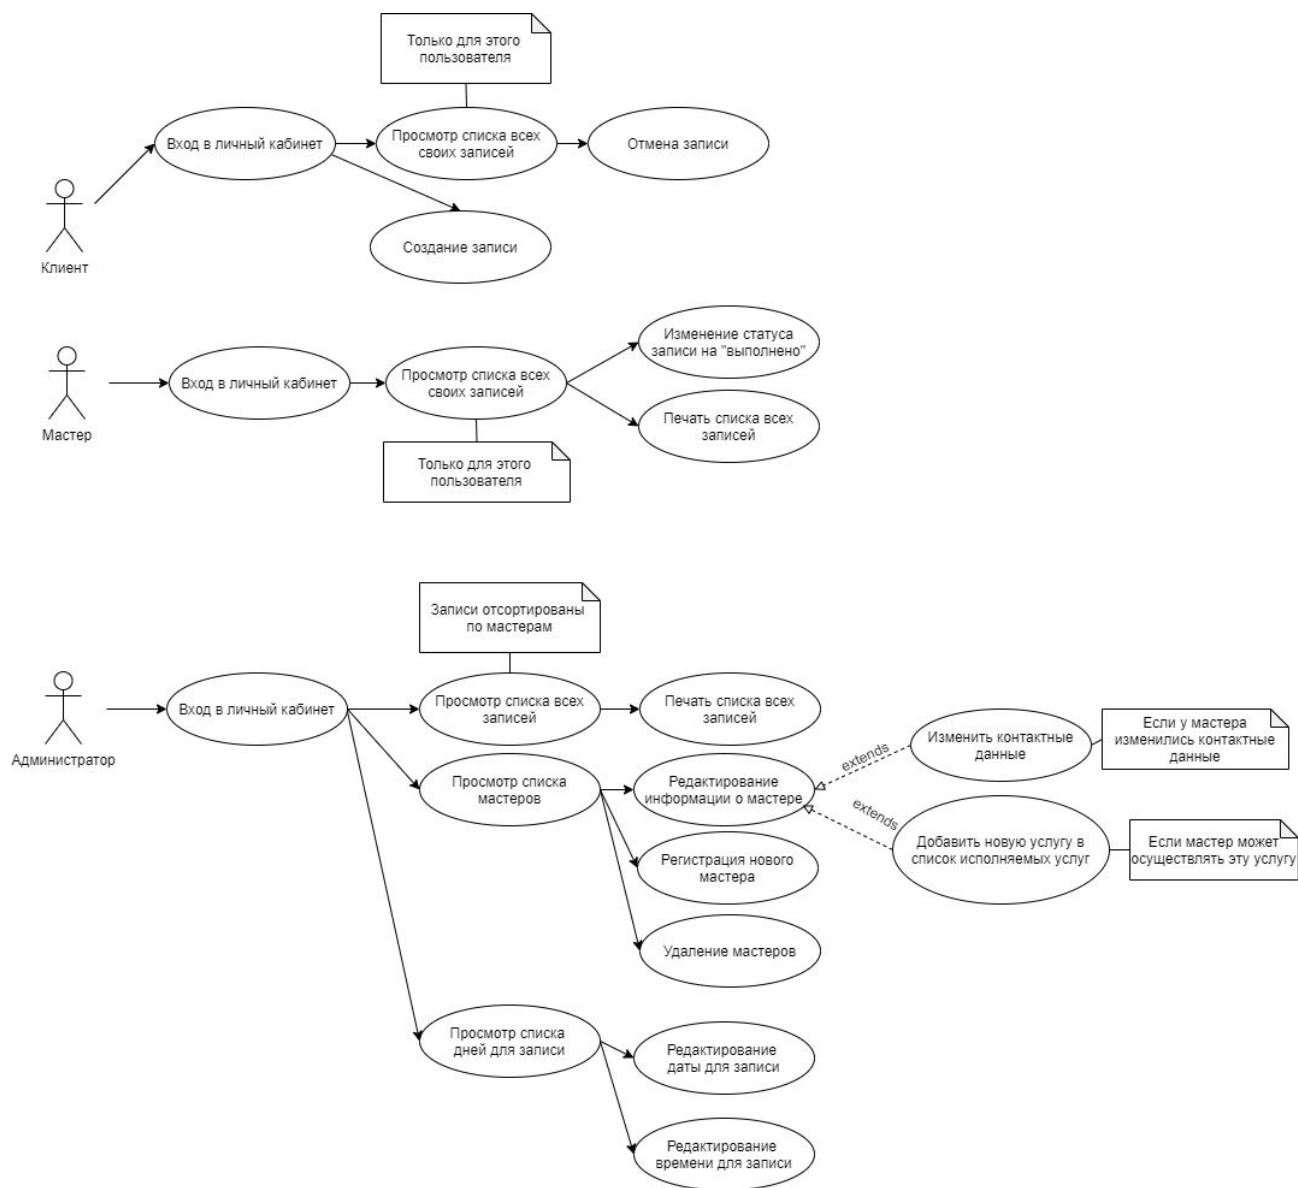 Только для этого
пользователя
Вход в личный кабинет
Просмотр списка всех
своих записей
Отмена записи
Создание записи
Клиент
Изменение статуса
записи на "выполнено"
Вход в личный кабинет
Просмотр списка всех
своих записей
Печать списка всех
записей
Мастер
Только для этого
пользователя
Записи отсортированы
по мастерам
Вход в личный кабинет
Просмотр списка всех
записей
Печать списка всех
записей
Администратор
Изменить контактные
данные
Если у мастера
изменились контактные
данные
extends
Просмотр списка
мастеров
Редактирование
информации о мастере
extends
Добавить новую услугу в
список исполняемых услуг
Если мастер может
осуществлять эту услугу
Регистрация нового
мастера
Удаление мастеров
Просмотр списка
дней для записи
Редактирование
даты для записи
Редактирование
времени для записи